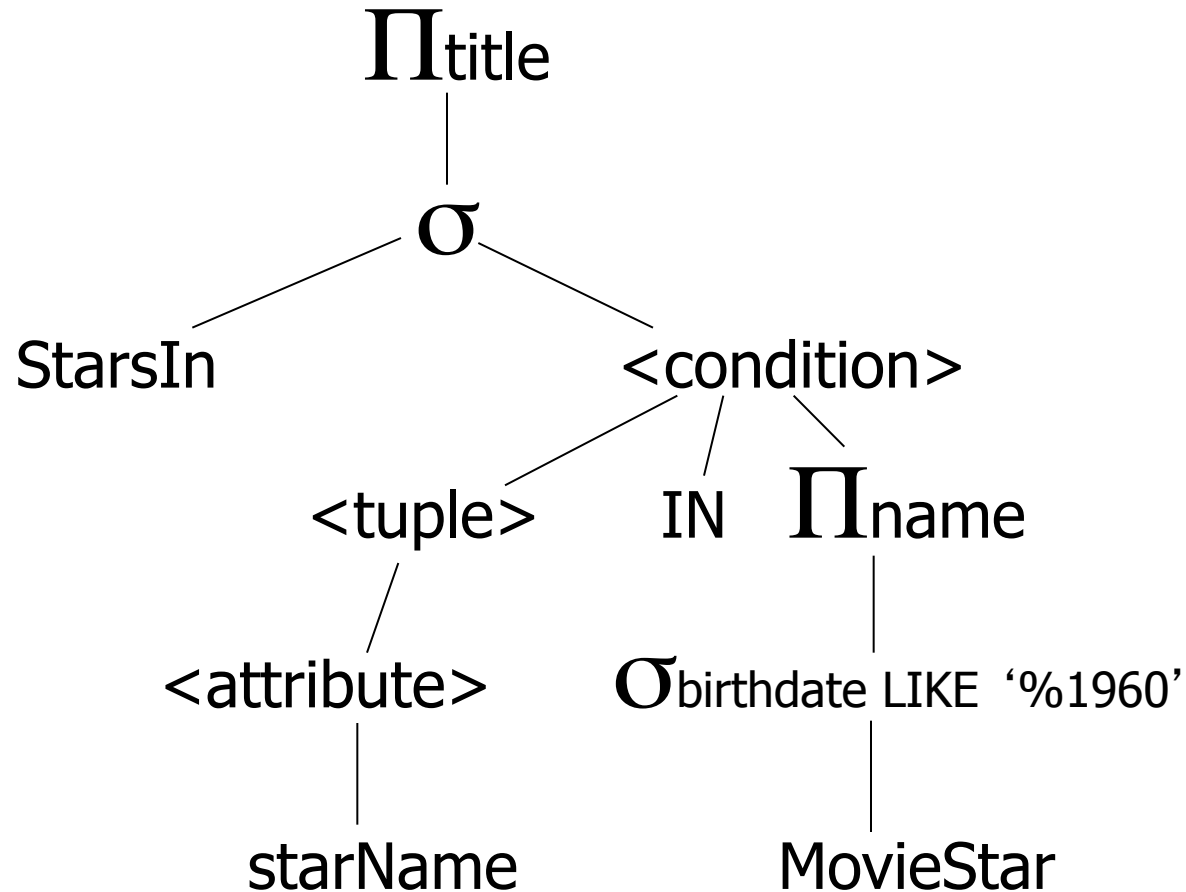 Πtitle
σ
StarsIn <condition>
<tuple> IN Πname
<attribute> σbirthdate LIKE ‘%1960’
starName MovieStar